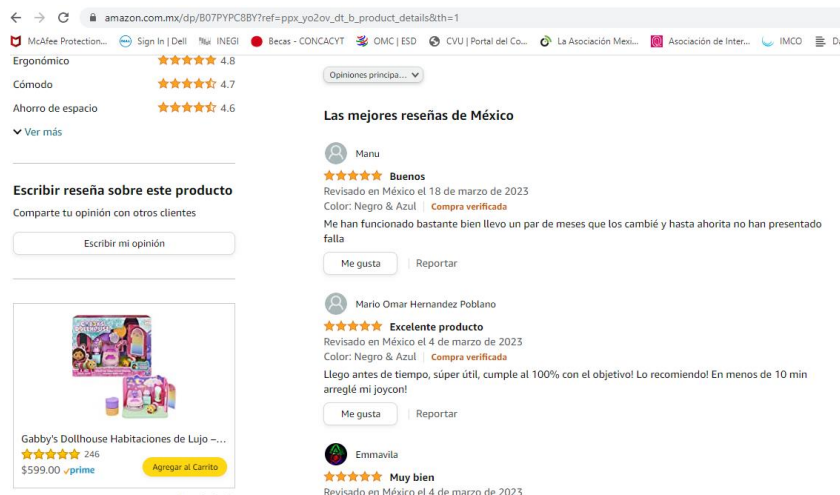 amazon.com.mx/dp/B07PYPC8BY?ref=ppx_yo2ov_dt_b_product_details&th=1
McAfee Protection... Sign In | Dell INEGI Becas - CONCACYT OMC | ESD CVU | Portal del Co... La Asociación Mexi... Asociación de Inter... IMCO
Ergonómico 4.8
Cómodo 4.7
Ahorro de espacio 4.6
Ver más
Escribir reseña sobre este producto
Comparte tu opinión con otros clientes
Escribir mi opinión
Gabby's Dollhouse Habitaciones de Lujo –...
246
$599.00 prime
Agregar al Carrito
Opiniones principa...
Las mejores reseñas de México
Manu
Buenos
Revisado en México el 18 de marzo de 2023
Color: Negro & Azul | Compra verificada
Me han funcionado bastante bien llevo un par de meses que los cambié y hasta ahorita no han presentado
falla
Me gusta | Reportar
Mario Omar Hernandez Poblano
Excelente producto
Revisado en México el 4 de marzo de 2023
Color: Negro & Azul | Compra verificada
Llego antes de tiempo, súper útil, cumple al 100% con el objetivo! Lo recomiendo! En menos de 10 min
arreglé mi joycon!
Me gusta | Reportar
Emmavila
Muy bien
Revisado en México el 4 de marzo de 2023